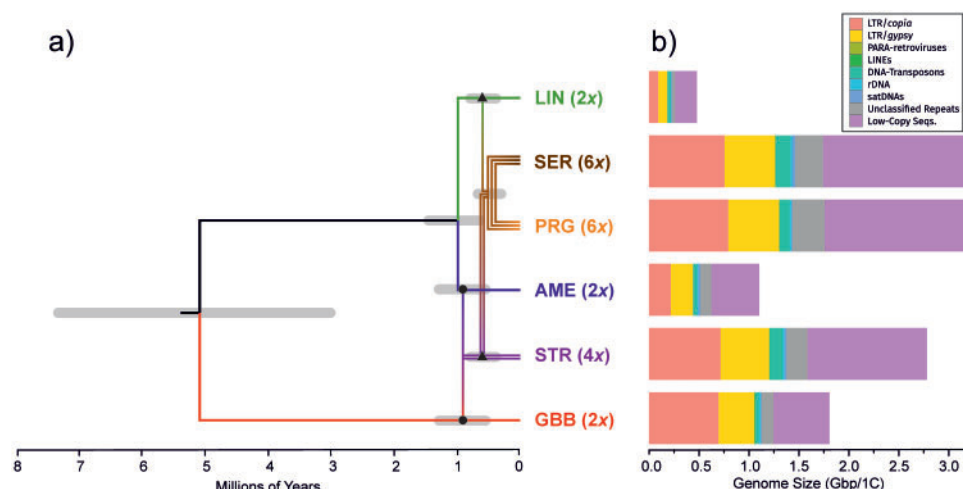 a)
b)
LTR/copia
LTR/gypsy
PARA-retroviruses
LINEs
DNA-Transposons
rDNA
satDNAs
Unclassified Repeats
Low-Copy Seqs.
LIN (2x)
SER (6x)
PRG (6x)
AME (2x)
STR (4x)
GBB (2x)
8 7 6 5 4 3 2 1 0
Millions of Years
0.0 0.5 1.0 1.5 2.0 2.5 3.0
Genome Size (Gbp/1C)